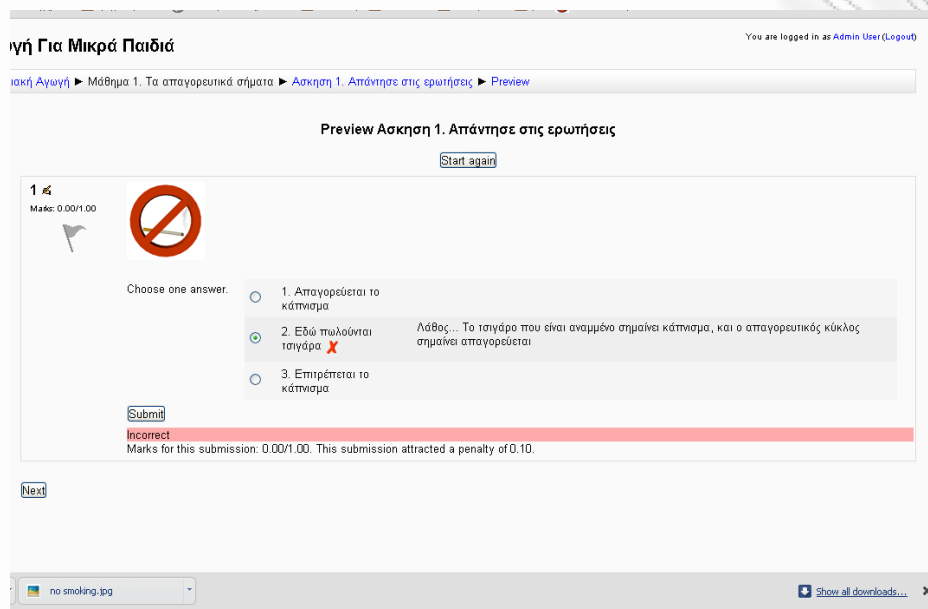 You are logged in as Admin User (Logout)
γή Για Μικρά Παιδιά
ιακή Αγωγή ► Μάθημα 1. Τα απαγορευτικά σήματα ► Ασκηση 1. Απάντησε στις ερωτήσεις ► Preview
Preview Ασκηση 1. Απάντησε στις ερωτήσεις
Start again
1
Marks: 0.00/1.00
Choose one answer.
1. Απαγορεύεται το
κάπνισμα
2. Εδώ πωλούνται
τσιγάρα
Λάθος... Το τσιγάρο που είναι αναμμένο σημαίνει κάπνισμα, και ο απαγορευτικός κύκλος
σημαίνει απαγορεύεται
3. Επιτρέπεται το
κάπνισμα
Submit
Incorrect
Marks for this submission: 0.00/1.00. This submission attracted a penalty of 0.10.
Next
no smoking.jpg
Show all downloads...